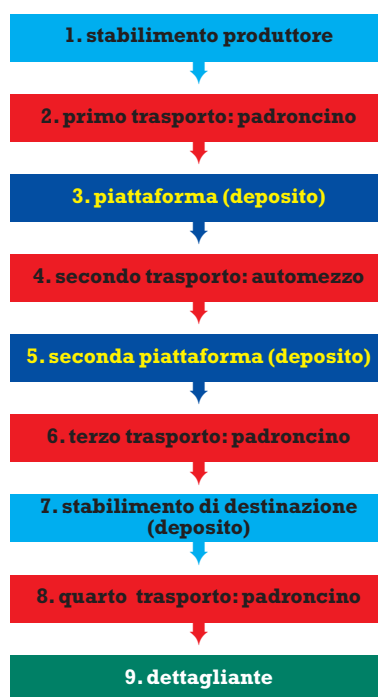 1. stabilimento produttore
2. primo trasporto: padroncino
3. piattaforma (deposito)
4. secondo trasporto: automezzo
5. seconda piattaforma (deposito)
6. terzo trasporto: padroncino
7. stabilimento di destinazione
(deposito)
8. quarto trasporto: padroncino
9. dettagliante